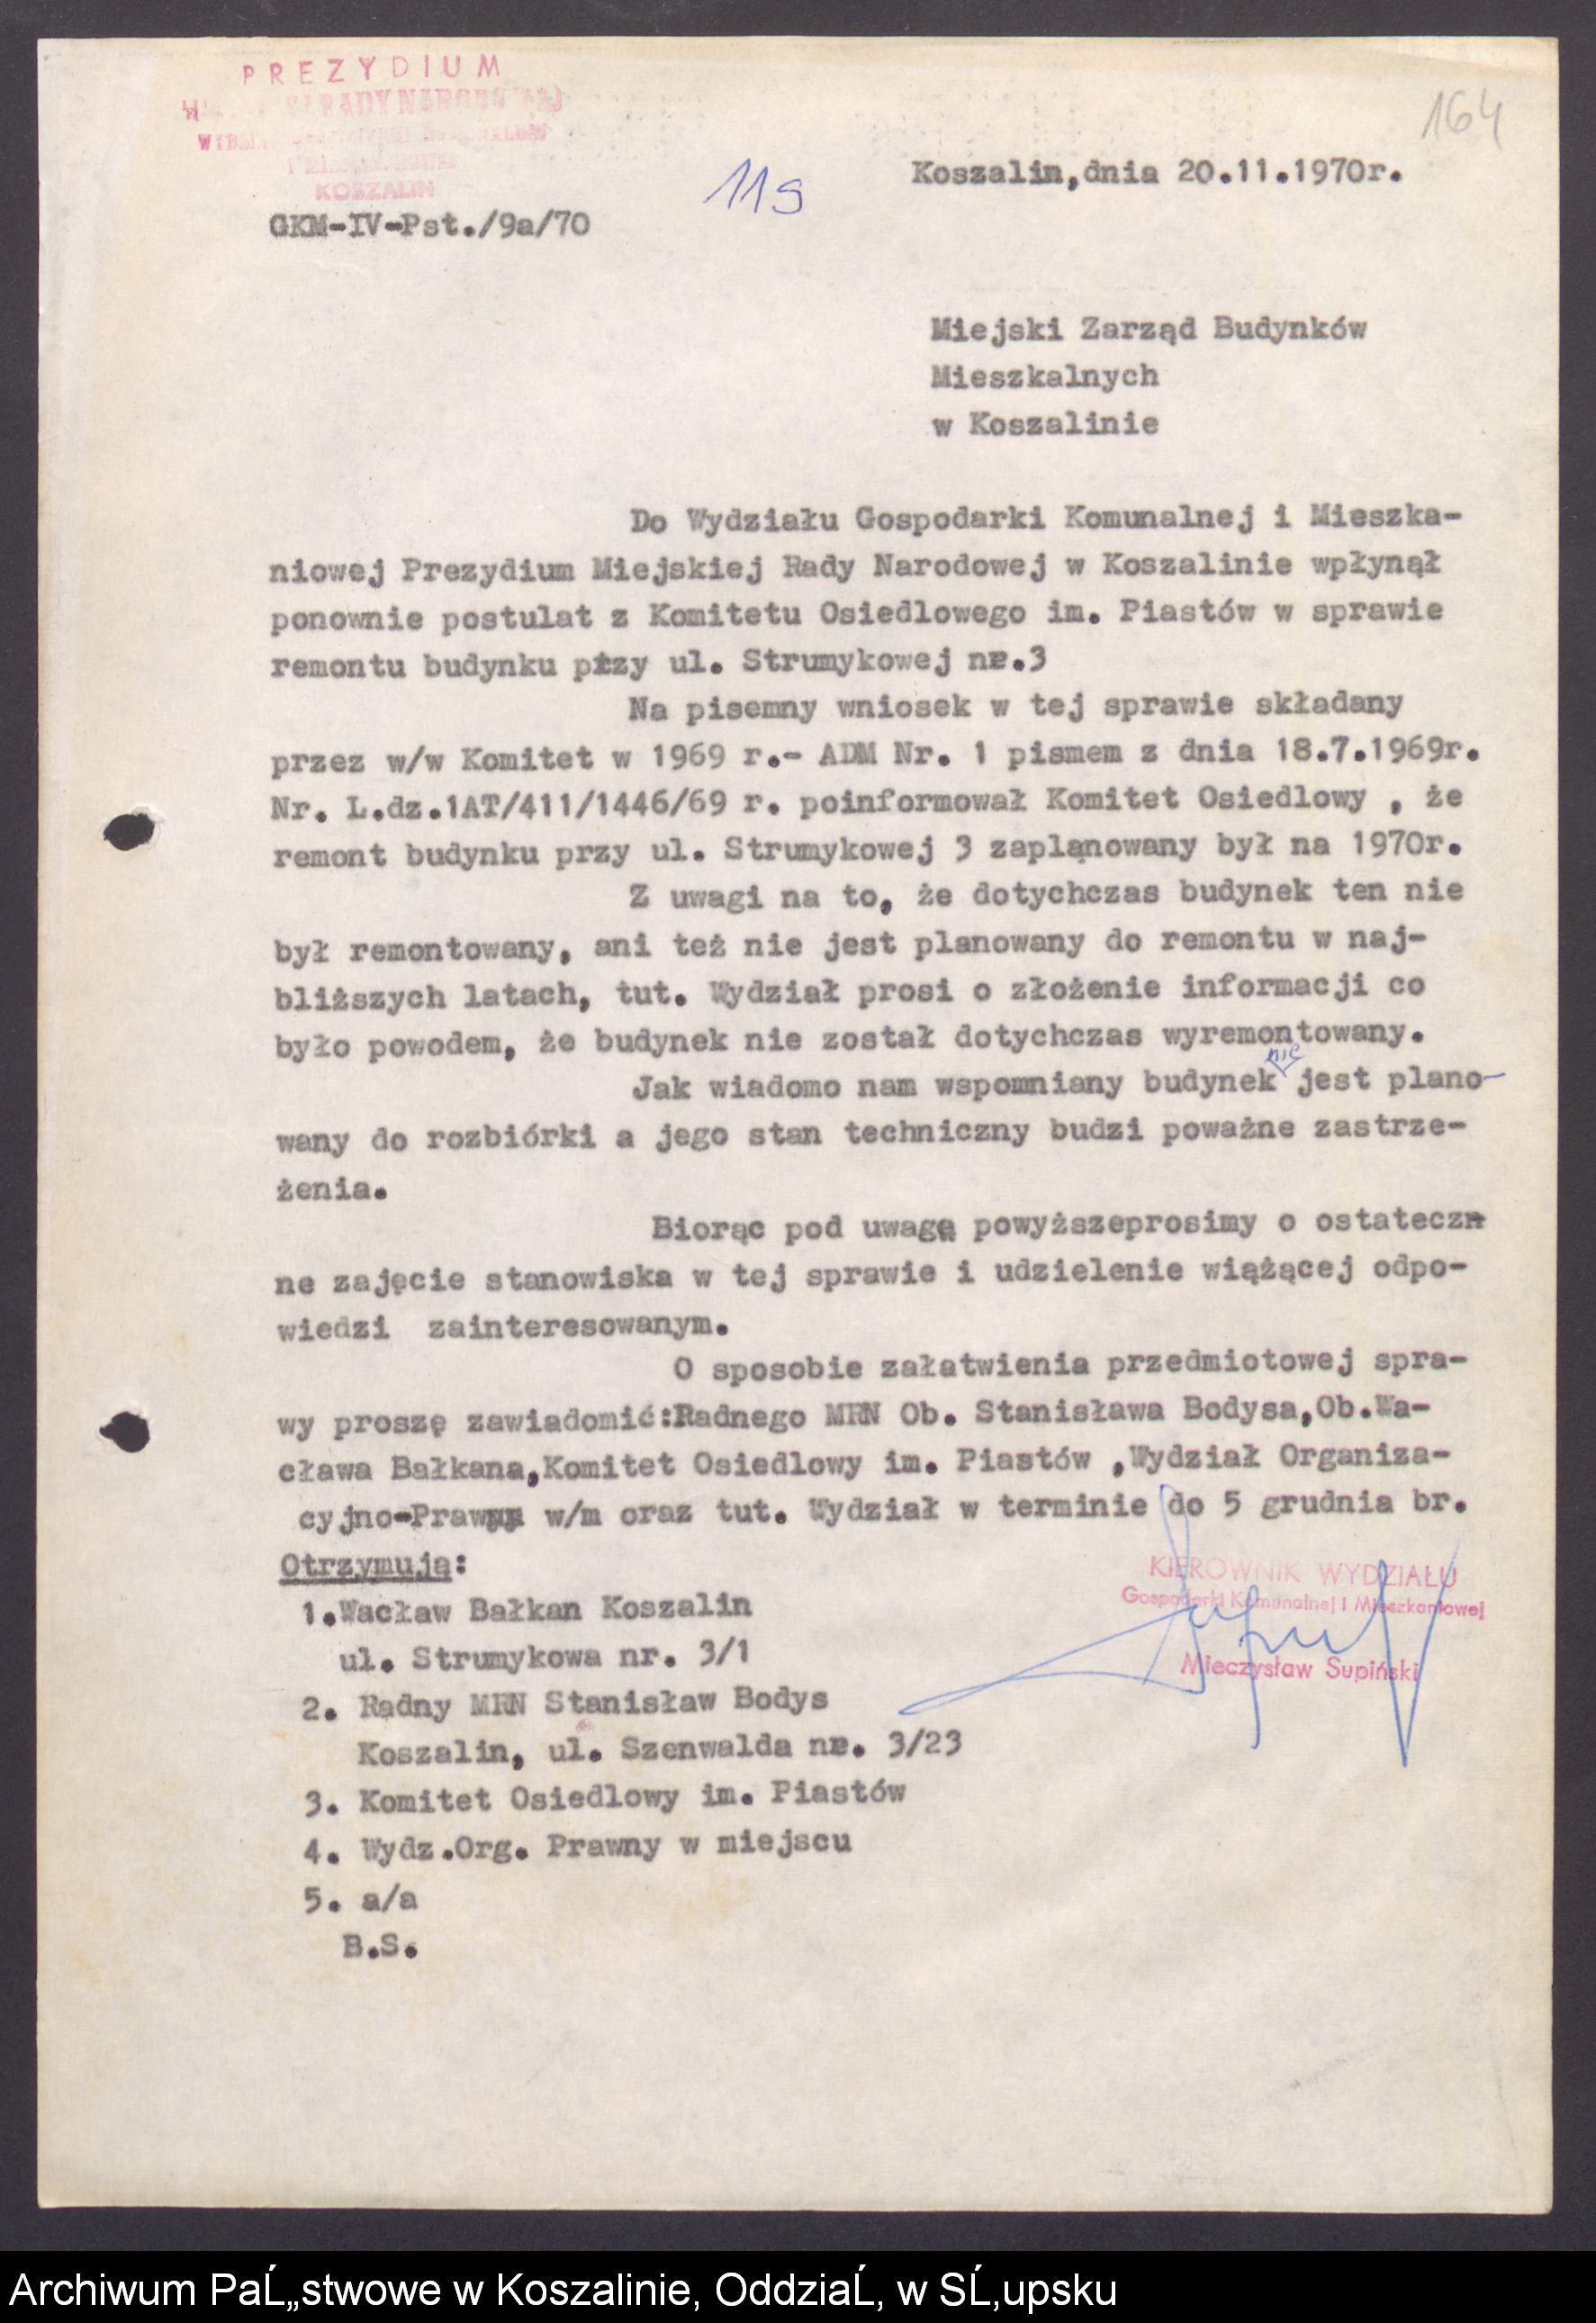 PREZYDIUM
RADY NARODOWEJ
KOSZALIN
164
119
Koszalin,dnia 20.11.1970r.
GKM-IV-Pst./9a/70
Miejski Zarząd Budynków
Mieszkalnych
w Koszalinie
Do Wydziału Gospodarki Komunalnej i Mieszka-
niowej Prezydium Miejskiej Rady Narodowej w Koszalinie wpłynął
ponownie postulat z Komitetu Osiedlowego im. Piastów w sprawie
remontu budynku przy ul. Strumykowej nr.3
Na pisemny wniosek w tej sprawie składany
przez w/w Komitet w 1969 r.- ADM Nr. 1 pismem z dnia 18.7.1969r.
Nr. L.dz.1AT/411/1446/69 r. poinformował Komitet Osiedlowy , że
remont budynku przy ul. Strumykowej 3 zaplanowany był na 1970r.
Z uwagi na to, że dotychczas budynek ten nie
był remontowany, ani też nie jest planowany do remontu w naj-
bliższych latach, tut. Wydział prosi o złożenie informacji co
było powodem, że budynek nie został dotychczas wyremontowany.
Jak wiadomo nam wspomniany budynek nie jest plano-
wany do rozbiórki a jego stan techniczny budzi poważne zastrze-
żenia.
Biorąc pod uwagę powyższeprosimy o ostateczn
ne zajęcie stanowiska w tej sprawie i udzielenie wiążącej odpo-
wiedzi zainteresowanym.
O sposobie załatwienia przedmiotowej spra-
wy proszę zawiadomić:Radnego MRN Ob. Stanisława Bodysa,Ob.Wa-
cława Bałkana,Komitet Osiedlowy im. Piastów ,Wydział Organiza-
cyjno-Prawny w/m oraz tut. Wydział w terminie do 5 grudnia br.
Otrzymują:
KIEROWNIK WYDZIAŁU
Gospodarki Komunalnej i Mieszkaniowej
Mieczysław Supiński
1.Wacław Bałkan Koszalin
ul. Strumykowa nr. 3/1
2. Radny MRN Stanisław Bodys
Koszalin, ul. Szenwalda nr. 3/23
3. Komitet Osiedlowy im. Piastów
4. Wydz.Org. Prawny w miejscu
5. a/a
B.S.
Archiwum PaĹ„stwowe w Koszalinie, OddziaĹ‚ w SĹ‚upsku